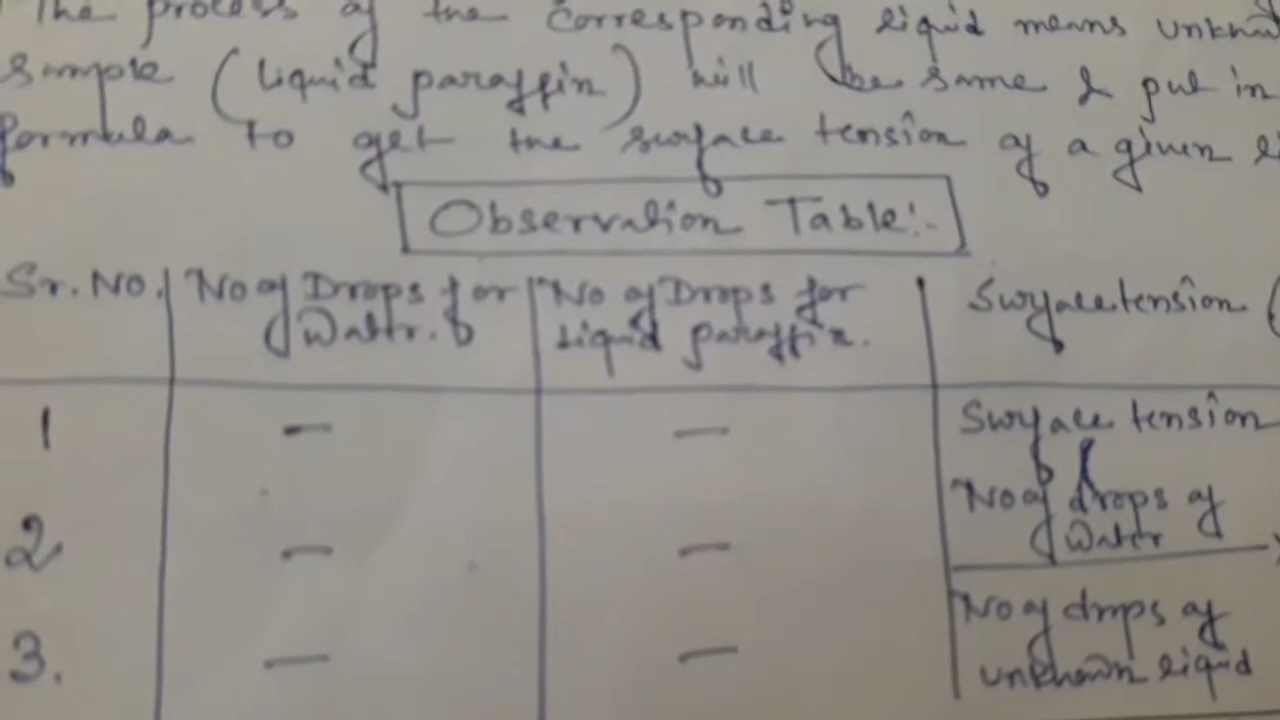 The process of the corresponding liquid means
sample (liquid paraffin) will be same & put in
formula to get the surface tension of a given
Observation Table:-
Sr. No. No of Drops for Water. No of Drops for Liquid paraffin. Surface tension (
1 — — Surface tension
No of drops of Water
2 — —
No of drops of unknown liquid
3. — —